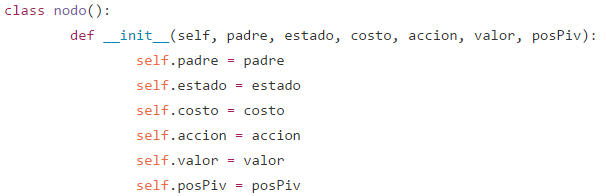 class nodo():
def __init__(self, padre, estado, costo, accion, valor, posPiv):
self.padre = padre
self.estado = estado
self.costo = costo
self.accion = accion
self.valor = valor
self.posPiv = posPiv